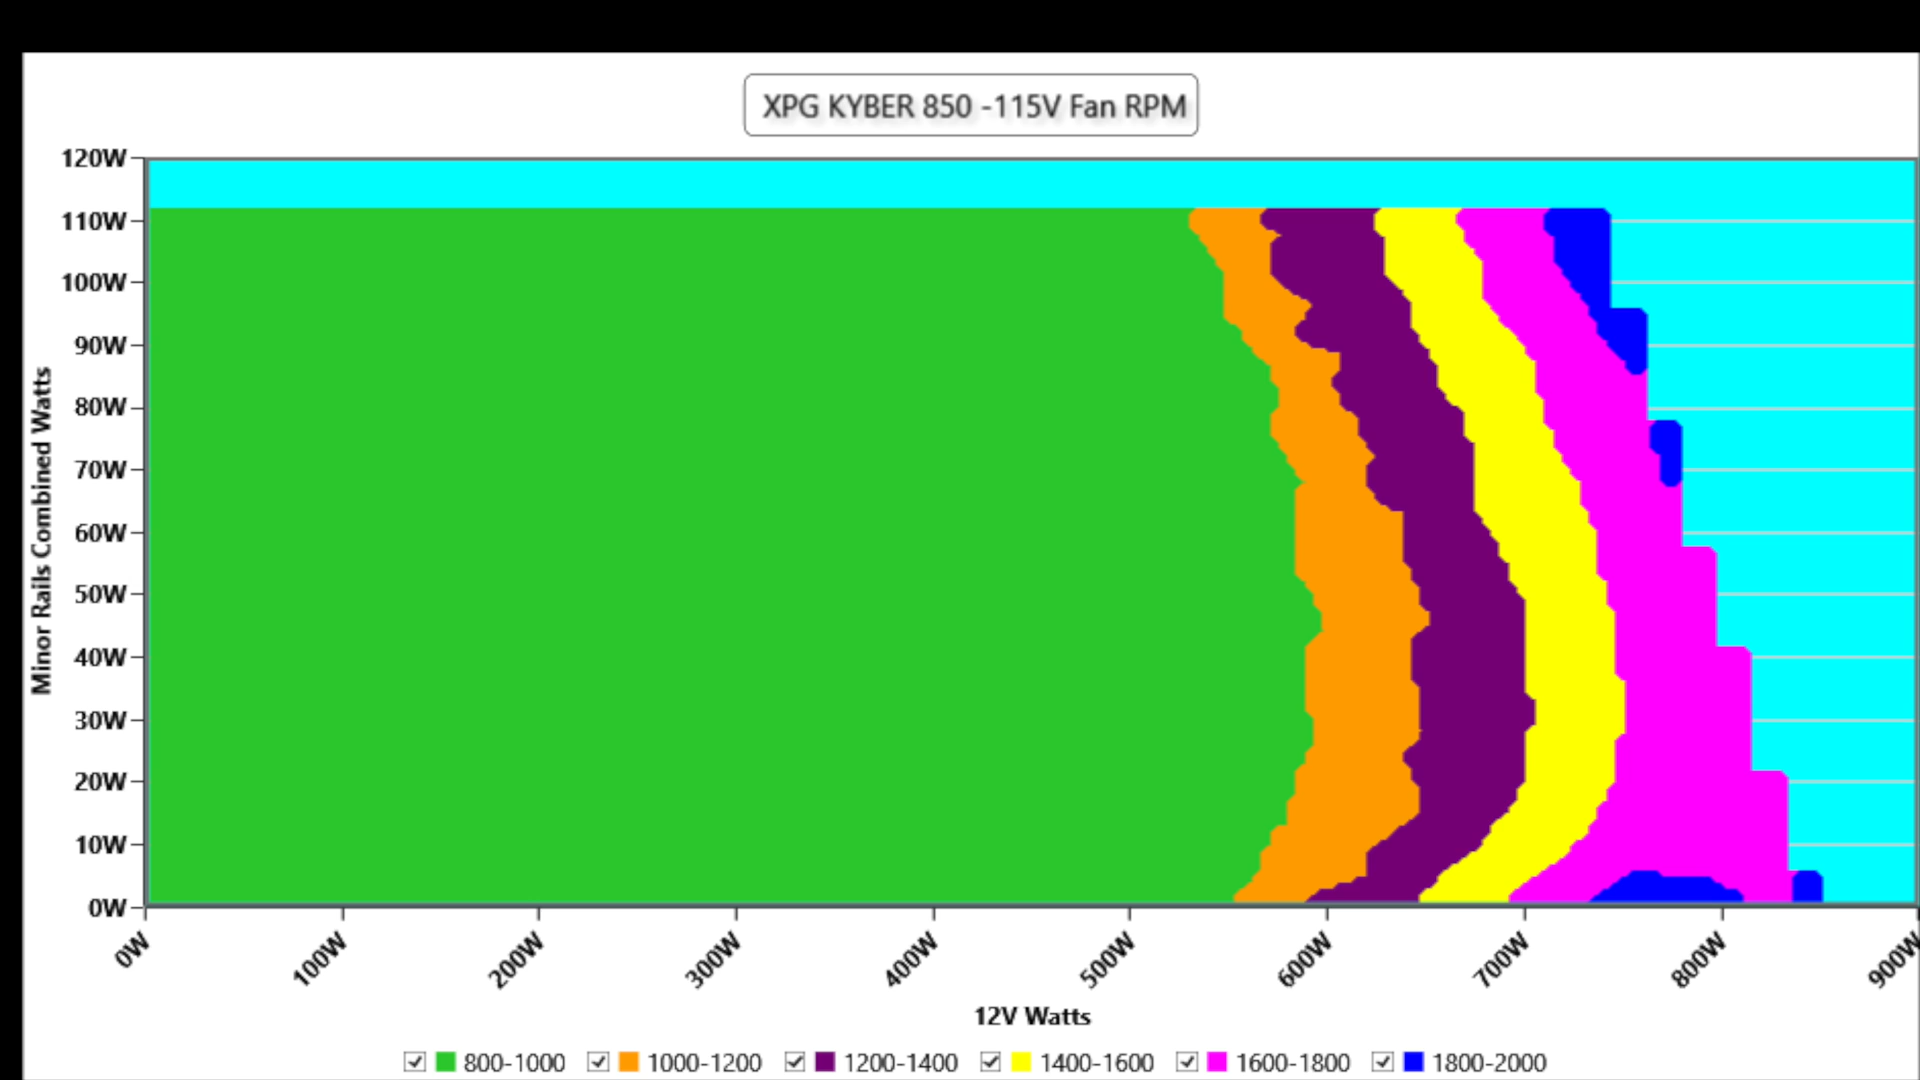 XPG KYBER 850 -115V Fan RPM
Minor Rails Combined Watts
120W
110W
100W
90W
80W
70W
60W
50W
40W
30W
20W
10W
0W
0W 100W 200W 300W 400W 500W 600W 700W 800W 900W
12V Watts
800-1000 1000-1200 1200-1400 1400-1600 1600-1800 1800-2000